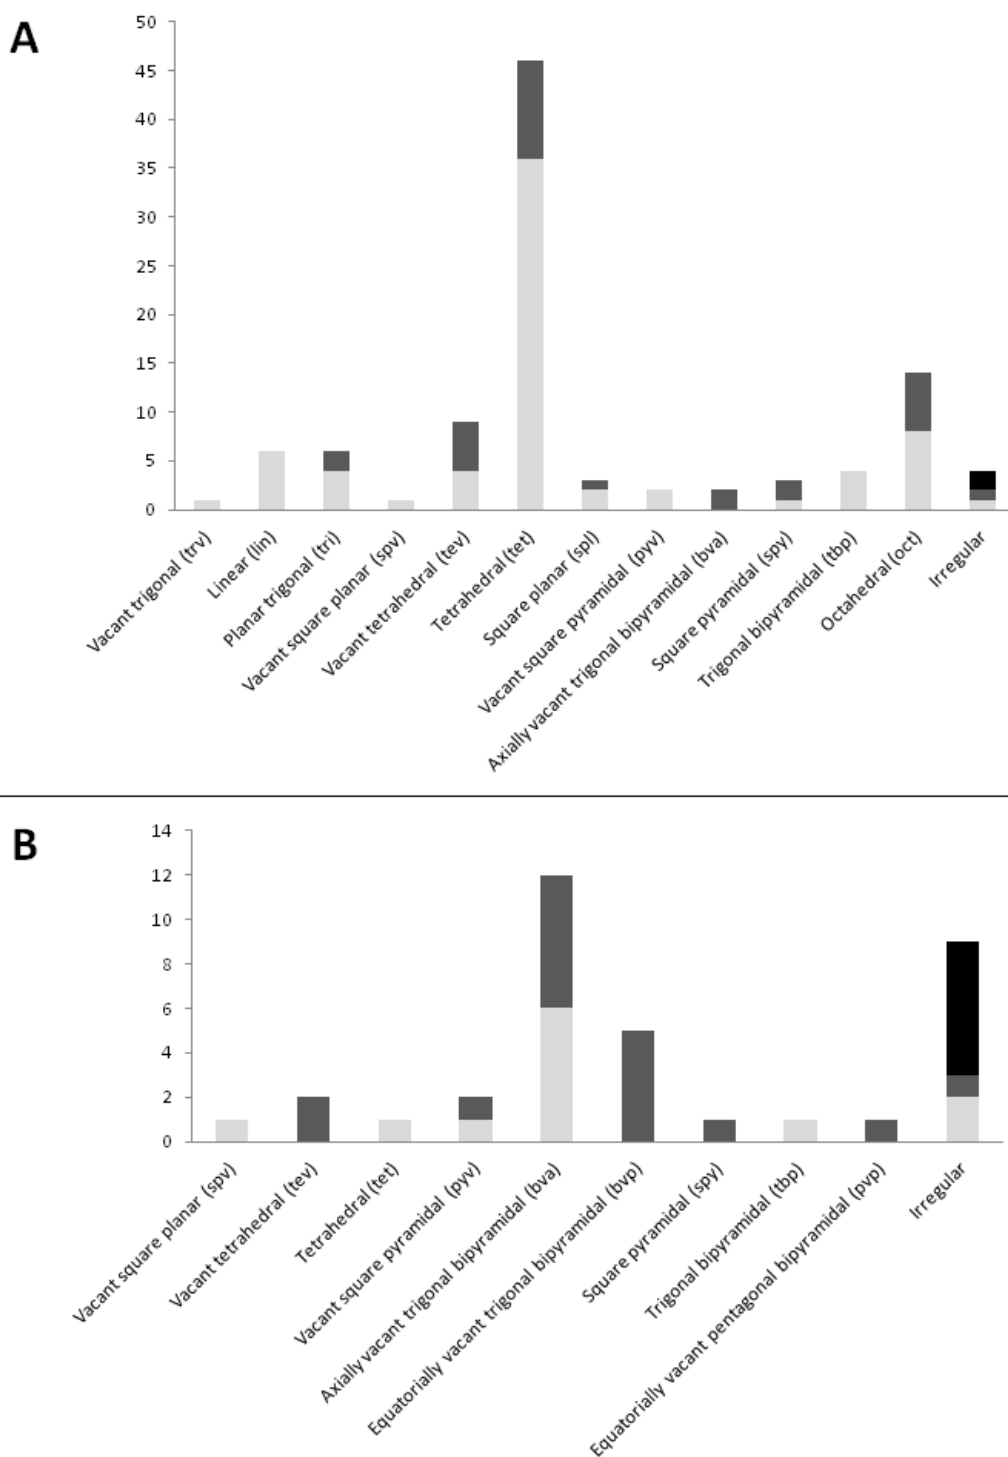 A
50
45
40
35
30
25
20
15
10
5
0
Vacant trigonal (trv)
Linear (lin)
Planar trigonal (tri)
Vacant square planar (spv)
Vacant tetrahedral (tev)
Tetrahedral (tet)
Square planar (spl)
Vacant square pyramidal (pyv)
Axially vacant trigonal bipyramidal (bva)
Square pyramidal (spy)
Trigonal bipyramidal (tbp)
Octahedral (oct)
Irregular
B
14
12
10
8
6
4
2
0
Vacant square planar (spv)
Vacant tetrahedral (tev)
Tetrahedral (tet)
Vacant square pyramidal (pyv)
Axially vacant trigonal bipyramidal (bva)
Equatorially vacant trigonal bipyramidal (bvp)
Square pyramidal (spy)
Trigonal bipyramidal (tbp)
Equatorially vacant pentagonal bipyramidal (pvp)
Irregular